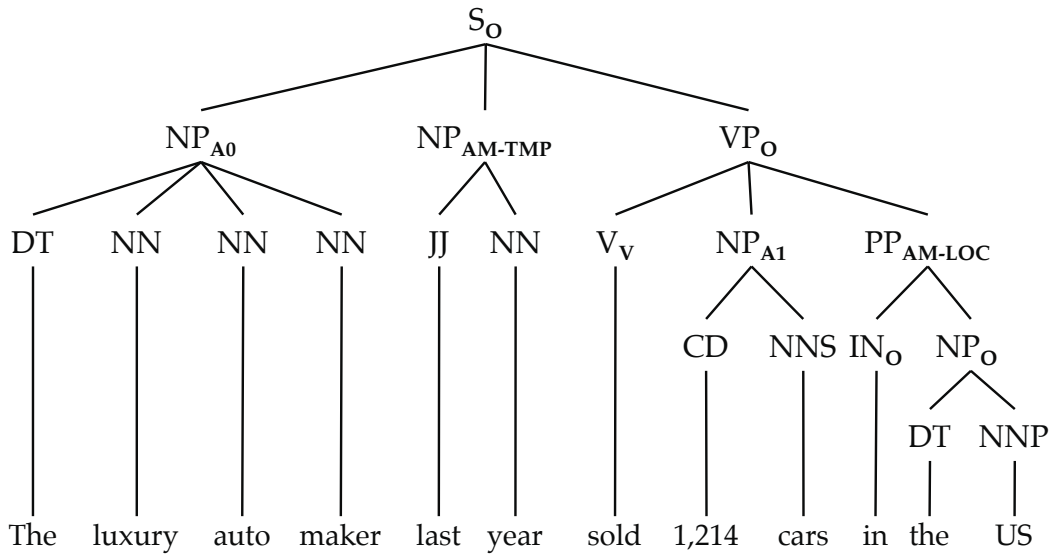 S_O
NP_A0 NP_AM-TMP VP_O
DT NN NN NN JJ NN V_V NP_A1 PP_AM-LOC
CD NNS IN_O NP_O
DT NNP
The luxury auto maker last year sold 1,214 cars in the US